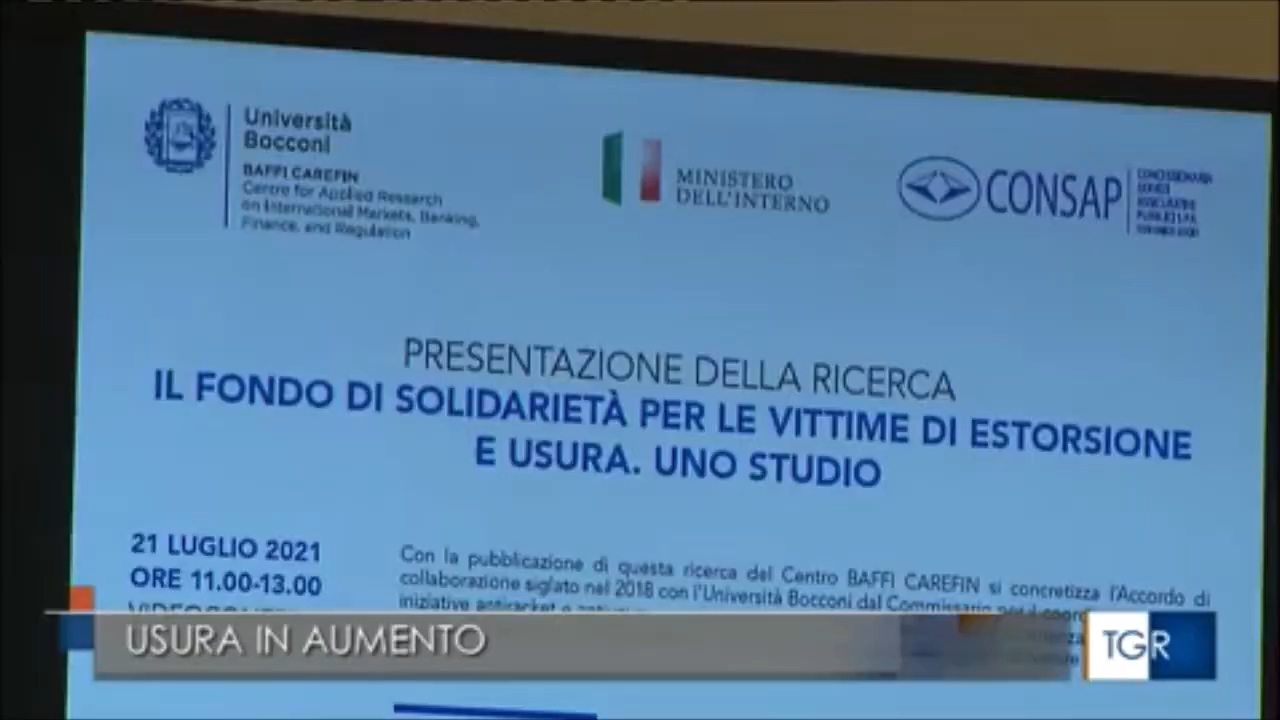 Università
Bocconi
BAFFI CAREFIN
Centre for Applied Research
on International Markets, Banking,
Finance, and Regulation
MINISTERO
DELL'INTERNO
CONSAP
PRESENTAZIONE DELLA RICERCA
IL FONDO DI SOLIDARIETÀ PER LE VITTIME DI ESTORSIONE
E USURA. UNO STUDIO
21 LUGLIO 2021
ORE 11.00-13.00
Con la pubblicazione di questa ricerca del Centro BAFFI CAREFIN si concretizza l'Accordo di
collaborazione siglato nel 2018 con l'Università Bocconi dal Commissario per il
iniziative antiracket e
USURA IN AUMENTO
TGR